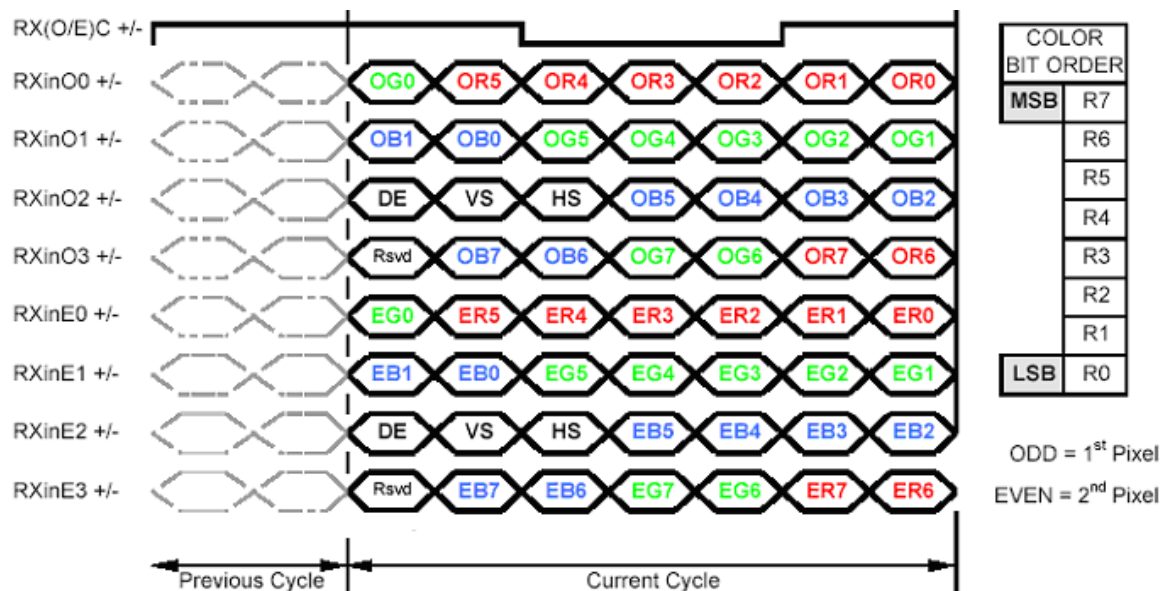 RX(O/E)C +/-
RXinO0 +/- OG0 OR5 OR4 OR3 OR2 OR1 OR0
RXinO1 +/- OB1 OB0 OG5 OG4 OG3 OG2 OG1
RXinO2 +/- DE VS HS OB5 OB4 OB3 OB2
RXinO3 +/- Rsvd OB7 OB6 OG7 OG6 OR7 OR6
RXinE0 +/- EG0 ER5 ER4 ER3 ER2 ER1 ER0
RXinE1 +/- EB1 EB0 EG5 EG4 EG3 EG2 EG1
RXinE2 +/- DE VS HS EB5 EB4 EB3 EB2
RXinE3 +/- Rsvd EB7 EB6 EG7 EG6 ER7 ER6
Previous Cycle Current Cycle
COLOR
BIT ORDER
MSB R7
R6
R5
R4
R3
R2
R1
LSB R0
ODD = 1st Pixel
EVEN = 2nd Pixel